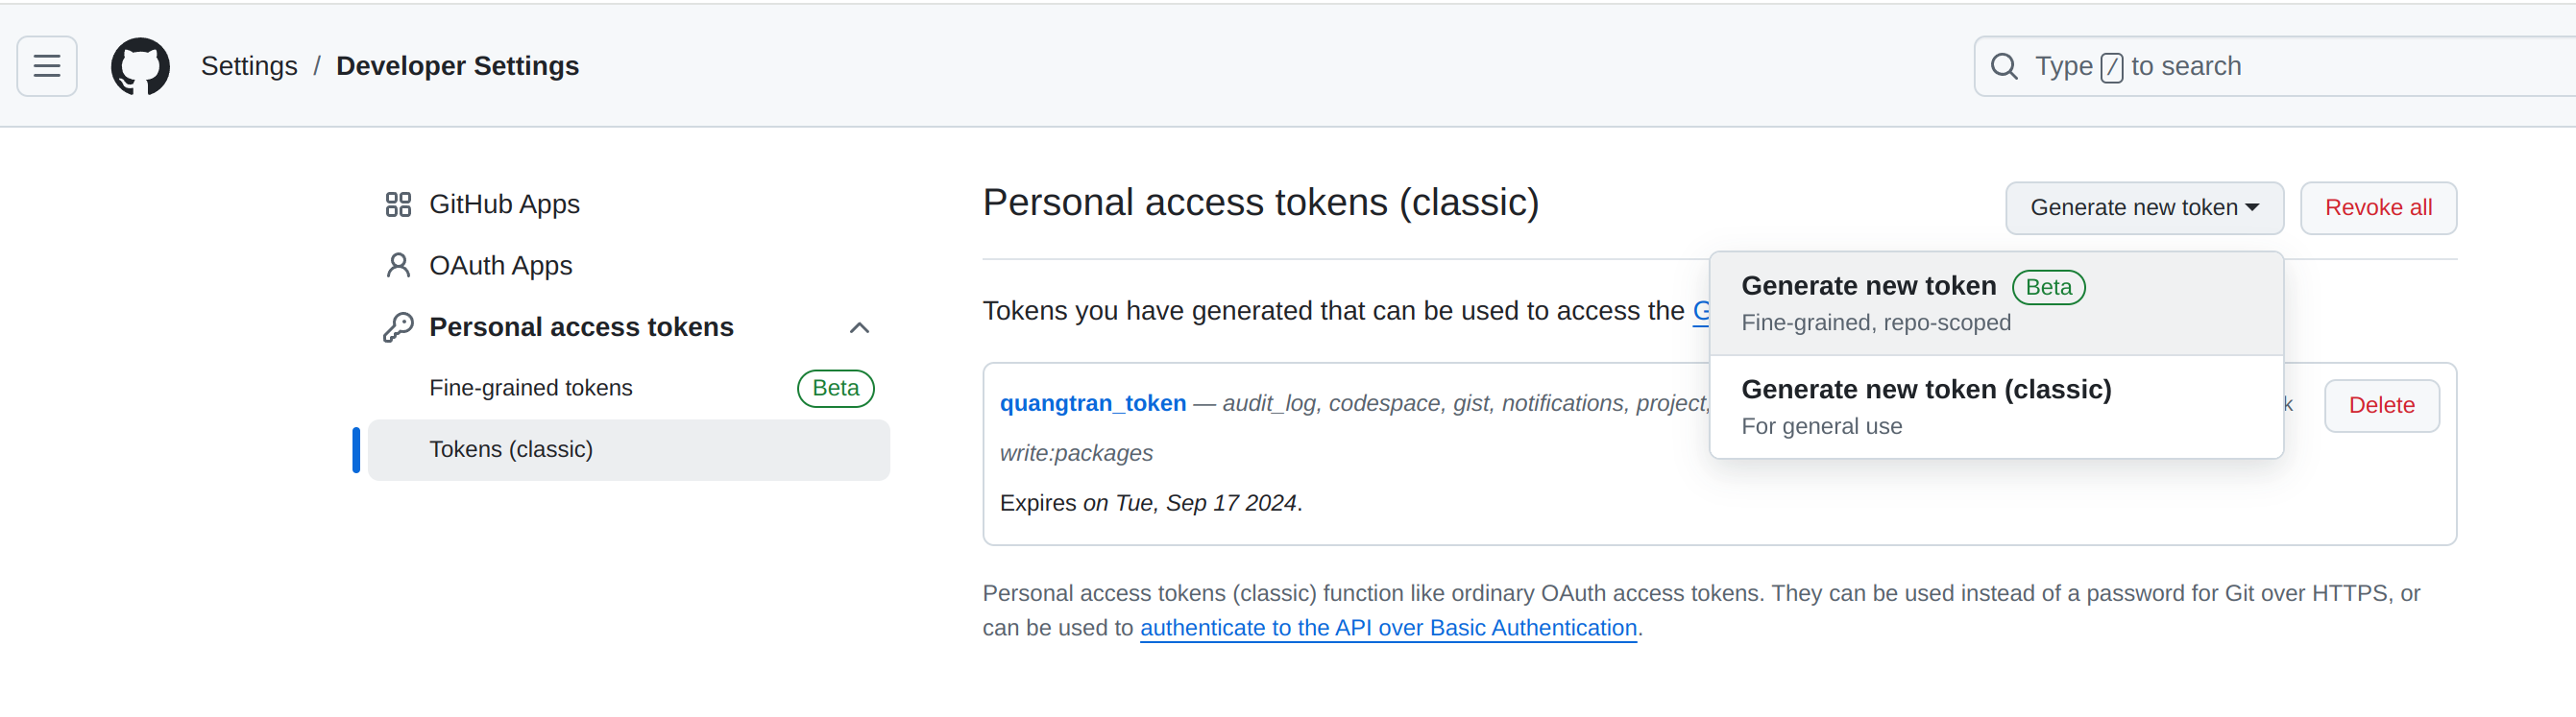 Settings / Developer Settings
Type / to search
GitHub Apps
OAuth Apps
Personal access tokens
Fine-grained tokens Beta
Tokens (classic)
Personal access tokens (classic)
Generate new token
Revoke all
Generate new token Beta
Fine-grained, repo-scoped
Generate new token (classic)
For general use
Tokens you have generated that can be used to access the
quangtran_token — audit_log, codespace, gist, notifications, project,
Delete
write:packages
Expires on Tue, Sep 17 2024.
Personal access tokens (classic) function like ordinary OAuth access tokens. They can be used instead of a password for Git over HTTPS, or
can be used to authenticate to the API over Basic Authentication.